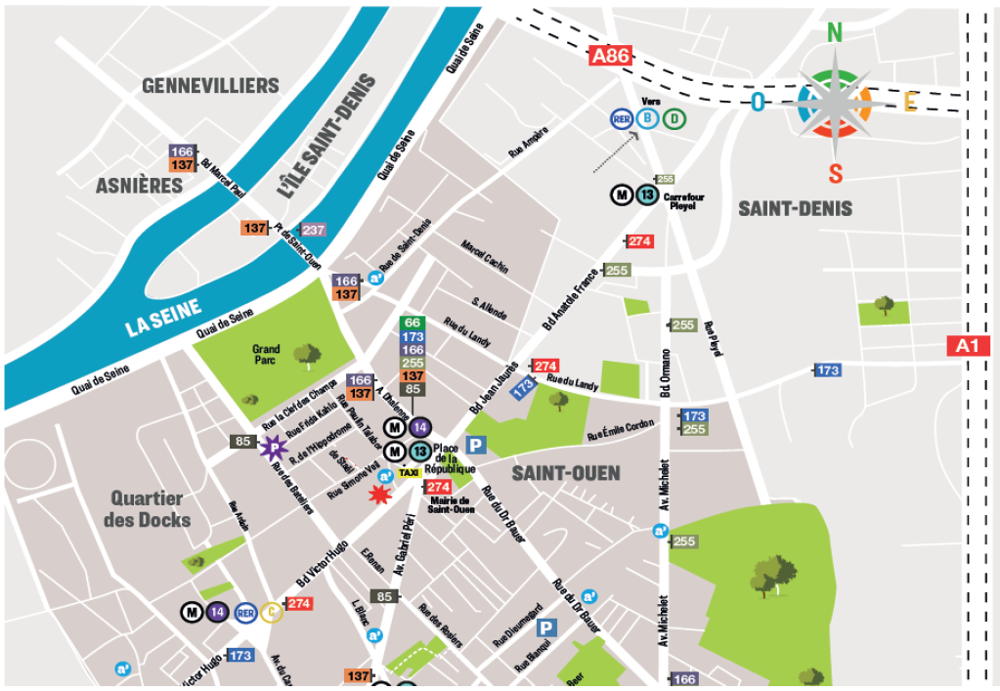 N
O
E
S
A86
Vers
RER B D
GENNEVILLIERS
L'ÎLE SAINT-DENIS
Quai de Seine
Quai de Seine
Rue Ampère
166
137
Bd Marcel Paul
ASNIÈRES
255
M 13
Carrefour
Pleyel
SAINT-DENIS
137
Pt de Saint-Ouen
237
274
Rue de Saint-Denis
Marcel Cachin
255
166
137
a'
Bd Anatole France
LA SEINE
Quai de Seine
S. Allende
66
173
166
255
137
85
Rue du Landy
255
Rue Pleyel
A1
Grand
Parc
Quai de Seine
274
173
Rue du Landy
173
Bd Ormano
Bd Jean Jaurès
166
137
A. Dhalenne
Rue la Clef des Champs
Rue Frida Kahlo
R. de l'Hippodrome
Rue Paulin Talabot
de Staël
Rue Simone Veil
M 14
M 13
Place
de la
République
TAXI
P
173
255
Rue Émile Cordon
85
P
a'
274
Mairie de
Saint-Ouen
SAINT-OUEN
Av. Michelet
Quartier
des Docks
Rue des Bateliers
Rue du Dr Bauer
Av. Gabriel Péri
a'
255
Bd Victor Hugo
E. Renan
85
L. Blanc
Rue des Rosiers
a'
Rue du Dr Bauer
a'
Rue Dieumegard
P
Rue Blanqui
Av. Michelet
M 14 RER C
274
173
Victor Hugo
a'
Av. du Ca
137
13
Beer
166